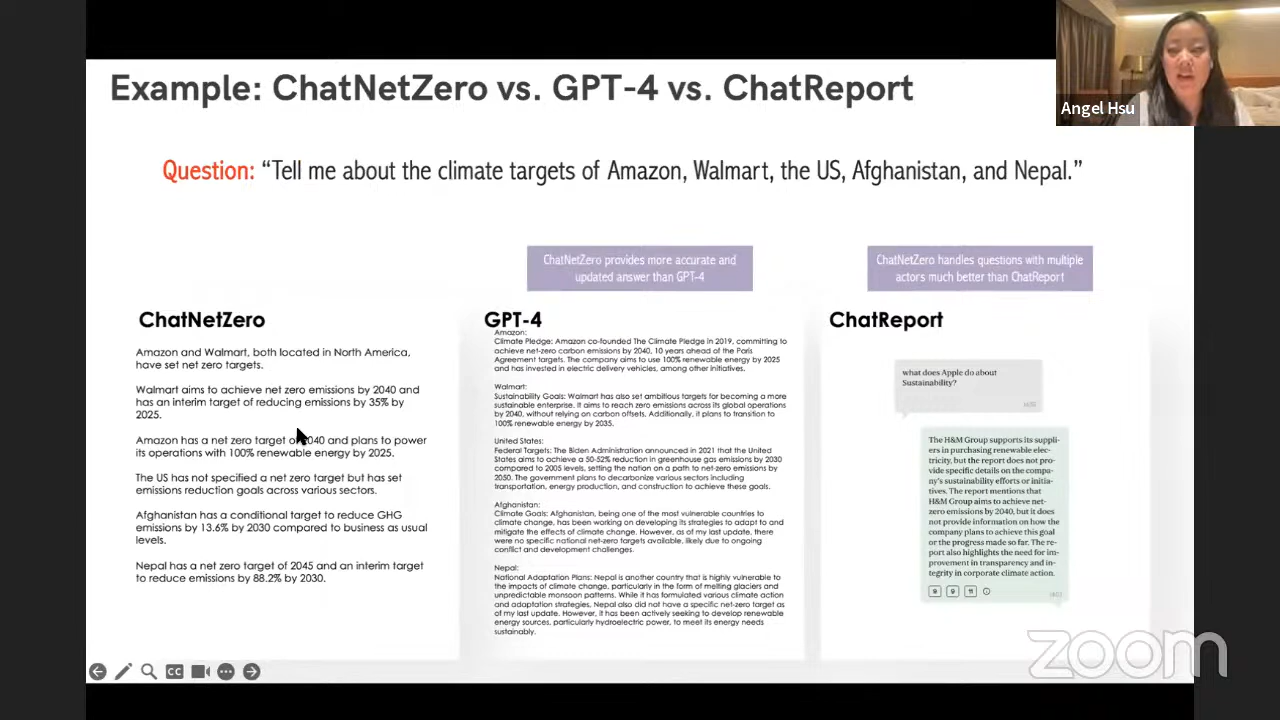 Example: ChatNetZero vs. GPT-4 vs. ChatReport
Angel Hsu
Question: “Tell me about the climate targets of Amazon, Walmart, the US, Afghanistan, and Nepal.”
ChatNetZero provides more accurate and
updated answer than GPT-4
ChatNetZero handles questions with multiple
actors much better than ChatReport
ChatNetZero
Amazon and Walmart, both located in North America,
have set net zero targets.
Walmart aims to achieve net zero emissions by 2040 and
has an interim target of reducing emissions by 35% by
2025.
Amazon has a net zero target of 2040 and plans to power
its operations with 100% renewable energy by 2025.
The US has not specified a net zero target but has set
emissions reduction goals across various sectors.
Afghanistan has a conditional target to reduce GHG
emissions by 13.6% by 2030 compared to business as usual
levels.
Nepal has a net zero target of 2045 and an interim target
to reduce emissions by 88.2% by 2030.
GPT-4
Amazon:
Climate Pledge: Amazon co-founded The Climate Pledge in 2019, committing to
achieve net-zero carbon emissions by 2040, 10 years ahead of the Paris
Agreement targets. The company aims to use 100% renewable energy by 2025
and has invested in electric delivery vehicles, among other initiatives.
Walmart:
Sustainability Goals: Walmart has also set ambitious targets for becoming a more
sustainable enterprise. It aims to reach zero emissions across its global operations
by 2040, without relying on carbon offsets. Additionally, it plans to transition to
100% renewable energy by 2035.
United States:
Federal Targets: The Biden Administration announced in 2021 that the United
States aims to achieve a 50-52% reduction in greenhouse gas emissions by 2030
compared to 2005 levels, setting the nation on a path to net-zero emissions by
2050. The government plans to decarbonize various sectors including
transportation, energy production, and construction to achieve these goals.
Afghanistan:
Climate Goals: Afghanistan, being one of the most vulnerable countries to
climate change, has been working on developing its strategies to adapt to and
mitigate the effects of climate change. However, as of my last update, there
were no specific national net-zero targets available, likely due to ongoing
conflict and development challenges.
Nepal:
National Adaptation Plans: Nepal is another country that is highly vulnerable to
the impacts of climate change, particularly in the form of melting glaciers and
unpredictable monsoon patterns. While it has formulated various climate action
and adaptation strategies, Nepal also did not have a specific net-zero target as
of my last update. However, it has been actively seeking to develop renewable
energy sources, particularly hydroelectric power, to meet its energy needs
sustainably.
ChatReport
what does Apple do about
Sustainability?
The H&M Group supports its suppli-
ers in purchasing renewable elec-
tricity, but the report does not pro-
vide specific details on the compa-
ny's sustainability efforts or initia-
tives. The report mentions that
H&M Group aims to achieve net-
zero emissions by 2040, but it does
not provide information on how the
company plans to achieve this goal
or the progress made so far. The re-
port also highlights the need for im-
provement in transparency and in-
tegrity in corporate climate action.
CC
zoom